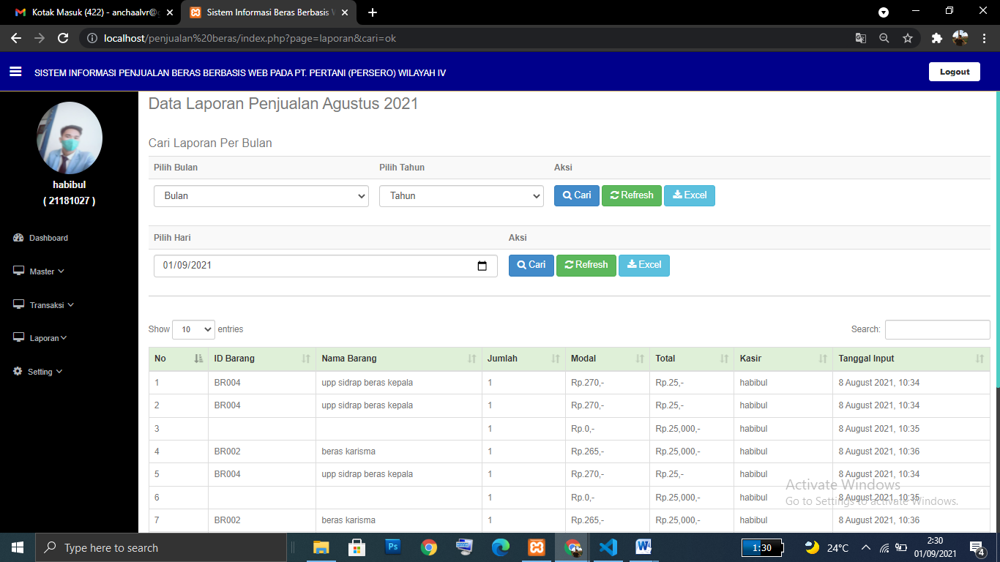 Kotak Masuk (422) - anchaalvr@g
Sistem Informasi Beras Berbasis W
localhost/penjualan%20beras/index.php?page=laporan&cari=ok
SISTEM INFORMASI PENJUALAN BERAS BERBASIS WEB PADA PT. PERTANI (PERSERO) WILAYAH IV
Logout
habibul
( 21181027 )
Dashboard
Master
Transaksi
Laporan
Setting
Data Laporan Penjualan Agustus 2021
Cari Laporan Per Bulan
Pilih Bulan Pilih Tahun Aksi
Bulan Tahun Cari Refresh Excel
Pilih Hari Aksi
01/09/2021 Cari Refresh Excel
Show 10 entries Search:
No ID Barang Nama Barang Jumlah Modal Total Kasir Tanggal Input
1 BR004 upp sidrap beras kepala 1 Rp.270,- Rp.25,- habibul 8 August 2021, 10:34
2 BR004 upp sidrap beras kepala 1 Rp.270,- Rp.25,- habibul 8 August 2021, 10:34
3 1 Rp.0,- Rp.25,000,- habibul 8 August 2021, 10:35
4 BR002 beras karisma 1 Rp.265,- Rp.25,000,- habibul 8 August 2021, 10:36
5 BR004 upp sidrap beras kepala 1 Rp.270,- Rp.25,- habibul 8 August 2021, 10:34
6 1 Rp.0,- Rp.25,000,- habibul 8 August 2021, 10:35
7 BR002 beras karisma 1 Rp.265,- Rp.25,000,- habibul 8 August 2021, 10:36
Activate Windows
Go to Settings to activate Windows.
Type here to search
Ps
1:30
24°C
2:30
01/09/2021
4